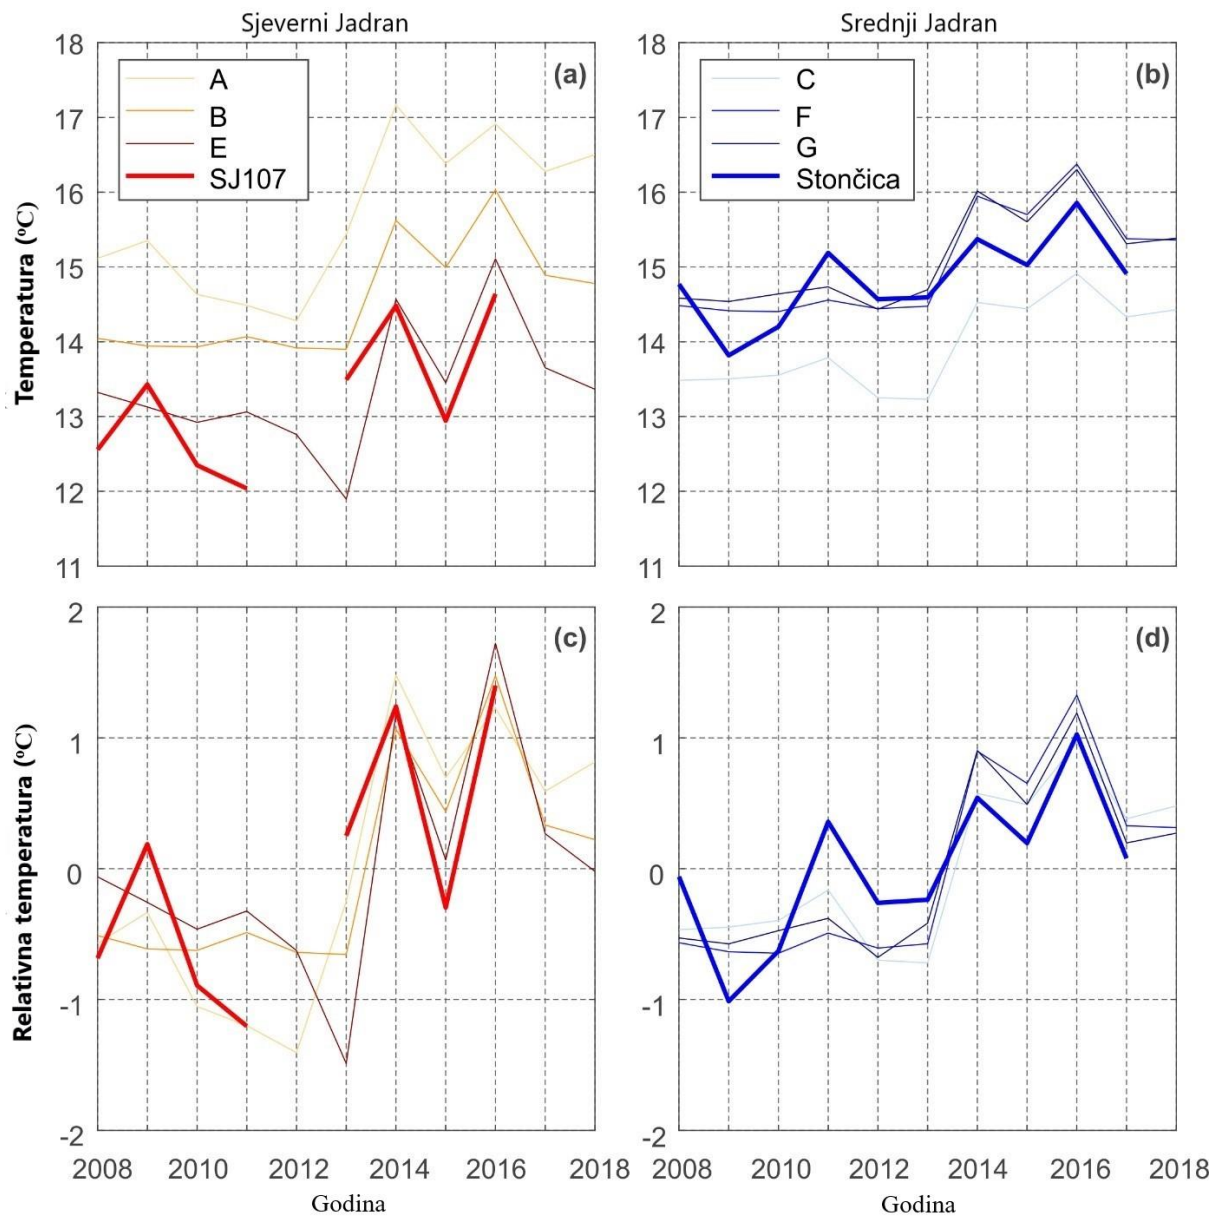 Sjeverni Jadran
Srednji Jadran
18
17
16
15
14
13
12
11
Temperatura (°C)
A
B
E
SJ107
(a)
18
17
16
15
14
13
12
11
C
F
G
Stončica
(b)
2
1
0
-1
-2
Relativna temperatura (°C)
(c)
2008 2010 2012 2014 2016 2018
Godina
2
1
0
-1
-2
(d)
2008 2010 2012 2014 2016 2018
Godina